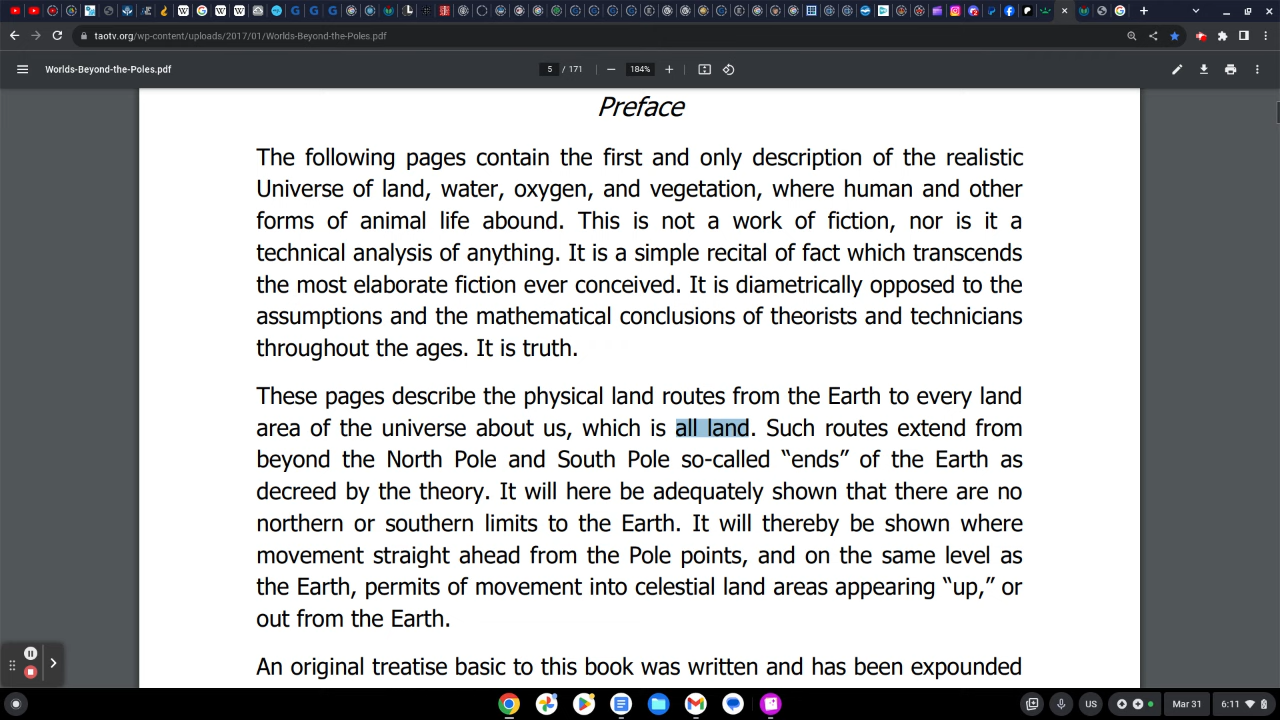 taotv.org/wp-content/uploads/2017/01/Worlds-Beyond-the-Poles.pdf
Worlds-Beyond-the-Poles.pdf
5 / 171
184%
Preface
The following pages contain the first and only description of the realistic
Universe of land, water, oxygen, and vegetation, where human and other
forms of animal life abound. This is not a work of fiction, nor is it a
technical analysis of anything. It is a simple recital of fact which transcends
the most elaborate fiction ever conceived. It is diametrically opposed to the
assumptions and the mathematical conclusions of theorists and technicians
throughout the ages. It is truth.
These pages describe the physical land routes from the Earth to every land
area of the universe about us, which is all land. Such routes extend from
beyond the North Pole and South Pole so-called “ends” of the Earth as
decreed by the theory. It will here be adequately shown that there are no
northern or southern limits to the Earth. It will thereby be shown where
movement straight ahead from the Pole points, and on the same level as
the Earth, permits of movement into celestial land areas appearing “up,” or
out from the Earth.
An original treatise basic to this book was written and has been expounded
US
Mar 31
6:11